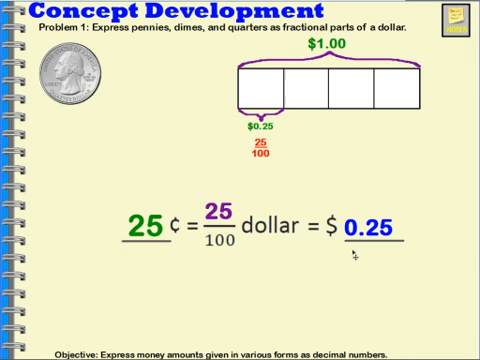 Concept Development
Problem 1: Express pennies, dimes, and quarters as fractional parts of a dollar.
$1.00
$0.25
25
100
25 ¢ = 25/100 dollar = $ 0.25
Objective: Express money amounts given in various forms as decimal numbers.